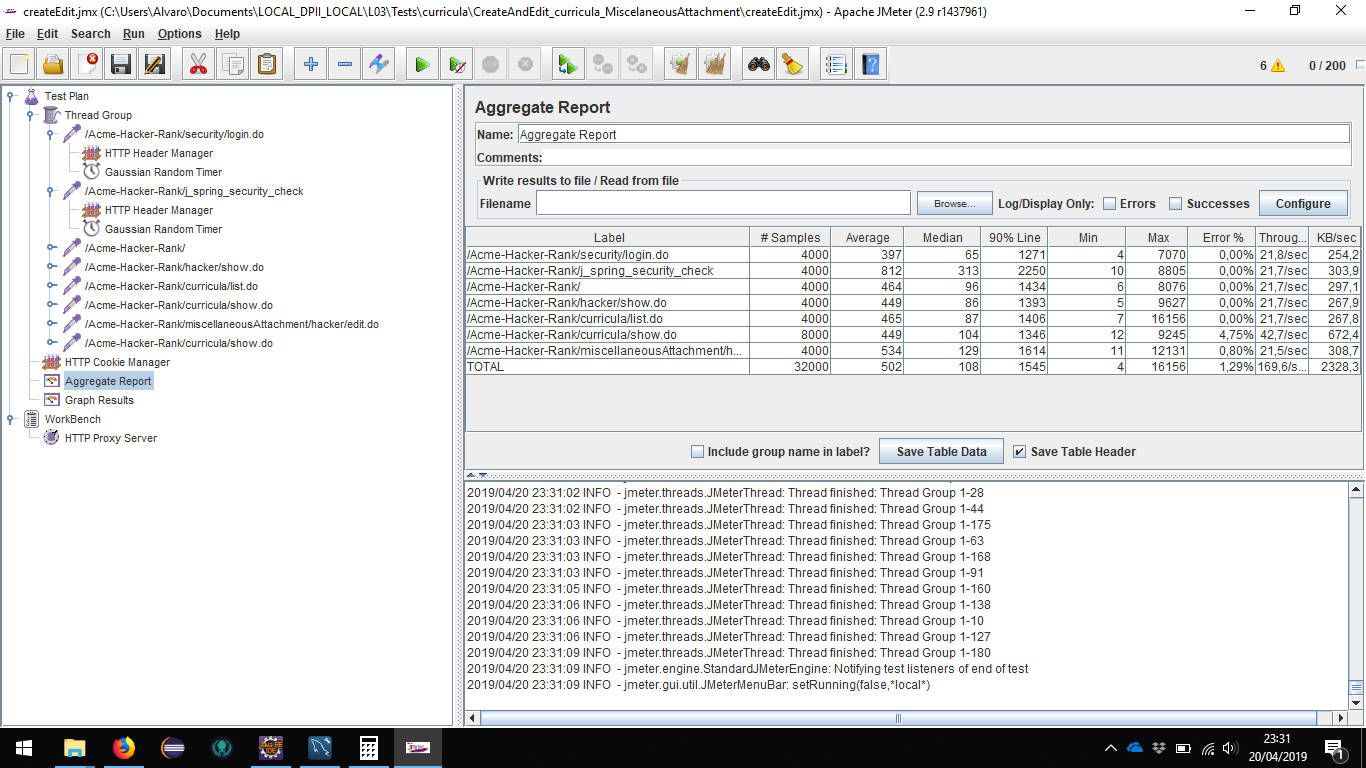 createEdit.jmx (C:\Users\Alvaro\Documents\LOCAL_DPII_LOCAL\L03\Tests\curricula\CreateAndEdit_curricula_MiscelaneousAttachment\createEdit.jmx) - Apache JMeter (2.9 r1437961)
File Edit Search Run Options Help
6 0 / 200
Test Plan
Thread Group
/Acme-Hacker-Rank/security/login.do
HTTP Header Manager
Gaussian Random Timer
/Acme-Hacker-Rank/j_spring_security_check
HTTP Header Manager
Gaussian Random Timer
/Acme-Hacker-Rank/
/Acme-Hacker-Rank/hacker/show.do
/Acme-Hacker-Rank/curricula/list.do
/Acme-Hacker-Rank/curricula/show.do
/Acme-Hacker-Rank/miscellaneousAttachment/hacker/edit.do
/Acme-Hacker-Rank/curricula/show.do
HTTP Cookie Manager
Aggregate Report
Graph Results
WorkBench
HTTP Proxy Server
Aggregate Report
Name: Aggregate Report
Comments:
Write results to file / Read from file
Filename Browse... Log/Display Only: Errors Successes Configure
Label # Samples Average Median 90% Line Min Max Error % Throug... KB/sec
/Acme-Hacker-Rank/security/login.do 4000 397 65 1271 4 7070 0,00% 21,8/sec 254,2
/Acme-Hacker-Rank/j_spring_security_check 4000 812 313 2250 10 8805 0,00% 21,7/sec 303,9
/Acme-Hacker-Rank/ 4000 464 96 1434 6 8076 0,00% 21,7/sec 297,1
/Acme-Hacker-Rank/hacker/show.do 4000 449 86 1393 5 9627 0,00% 21,7/sec 267,9
/Acme-Hacker-Rank/curricula/list.do 4000 465 87 1406 7 16156 0,00% 21,7/sec 267,8
/Acme-Hacker-Rank/curricula/show.do 8000 449 104 1346 12 9245 4,75% 42,7/sec 672,4
/Acme-Hacker-Rank/miscellaneousAttachment/h... 4000 534 129 1614 11 12131 0,80% 21,5/sec 308,7
TOTAL 32000 502 108 1545 4 16156 1,29% 169,6/s... 2328,3
Include group name in label? Save Table Data Save Table Header
2019/04/20 23:31:02 INFO - jmeter.threads.JMeterThread: Thread finished: Thread Group 1-28
2019/04/20 23:31:02 INFO - jmeter.threads.JMeterThread: Thread finished: Thread Group 1-44
2019/04/20 23:31:03 INFO - jmeter.threads.JMeterThread: Thread finished: Thread Group 1-175
2019/04/20 23:31:03 INFO - jmeter.threads.JMeterThread: Thread finished: Thread Group 1-63
2019/04/20 23:31:03 INFO - jmeter.threads.JMeterThread: Thread finished: Thread Group 1-168
2019/04/20 23:31:03 INFO - jmeter.threads.JMeterThread: Thread finished: Thread Group 1-91
2019/04/20 23:31:05 INFO - jmeter.threads.JMeterThread: Thread finished: Thread Group 1-160
2019/04/20 23:31:06 INFO - jmeter.threads.JMeterThread: Thread finished: Thread Group 1-138
2019/04/20 23:31:06 INFO - jmeter.threads.JMeterThread: Thread finished: Thread Group 1-10
2019/04/20 23:31:06 INFO - jmeter.threads.JMeterThread: Thread finished: Thread Group 1-127
2019/04/20 23:31:09 INFO - jmeter.threads.JMeterThread: Thread finished: Thread Group 1-180
2019/04/20 23:31:09 INFO - jmeter.engine.StandardJMeterEngine: Notifying test listeners of end of test
2019/04/20 23:31:09 INFO - jmeter.gui.util.JMeterMenuBar: setRunning(false,*local*)
23:31
20/04/2019
1